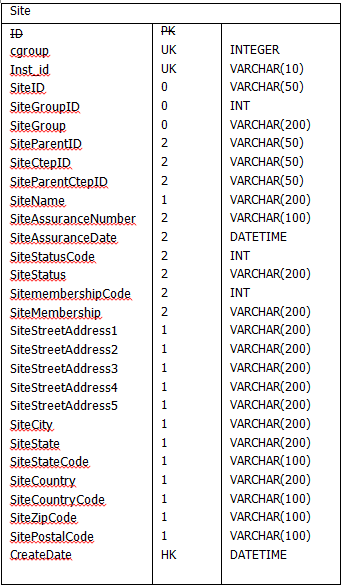 Site
ID PK
cgroup UK INTEGER
Inst_id UK VARCHAR(10)
SiteID 0 VARCHAR(50)
SiteGroupID 0 INT
SiteGroup 0 VARCHAR(200)
SiteParentID 2 VARCHAR(50)
SiteCtepID 2 VARCHAR(50)
SiteParentCtepID 2 VARCHAR(50)
SiteName 1 VARCHAR(200)
SiteAssuranceNumber 2 VARCHAR(100)
SiteAssuranceDate 2 DATETIME
SiteStatusCode 2 INT
SiteStatus 2 VARCHAR(200)
SitemembershipCode 2 INT
SiteMembership 2 VARCHAR(200)
SiteStreetAddress1 1 VARCHAR(200)
SiteStreetAddress2 1 VARCHAR(200)
SiteStreetAddress3 1 VARCHAR(200)
SiteStreetAddress4 1 VARCHAR(200)
SiteStreetAddress5 1 VARCHAR(200)
SiteCity 1 VARCHAR(200)
SiteState 1 VARCHAR(200)
SiteStateCode 1 VARCHAR(100)
SiteCountry 1 VARCHAR(200)
SiteCountryCode 1 VARCHAR(100)
SiteZipCode 1 VARCHAR(100)
SitePostalCode 1 VARCHAR(100)
CreateDate HK DATETIME